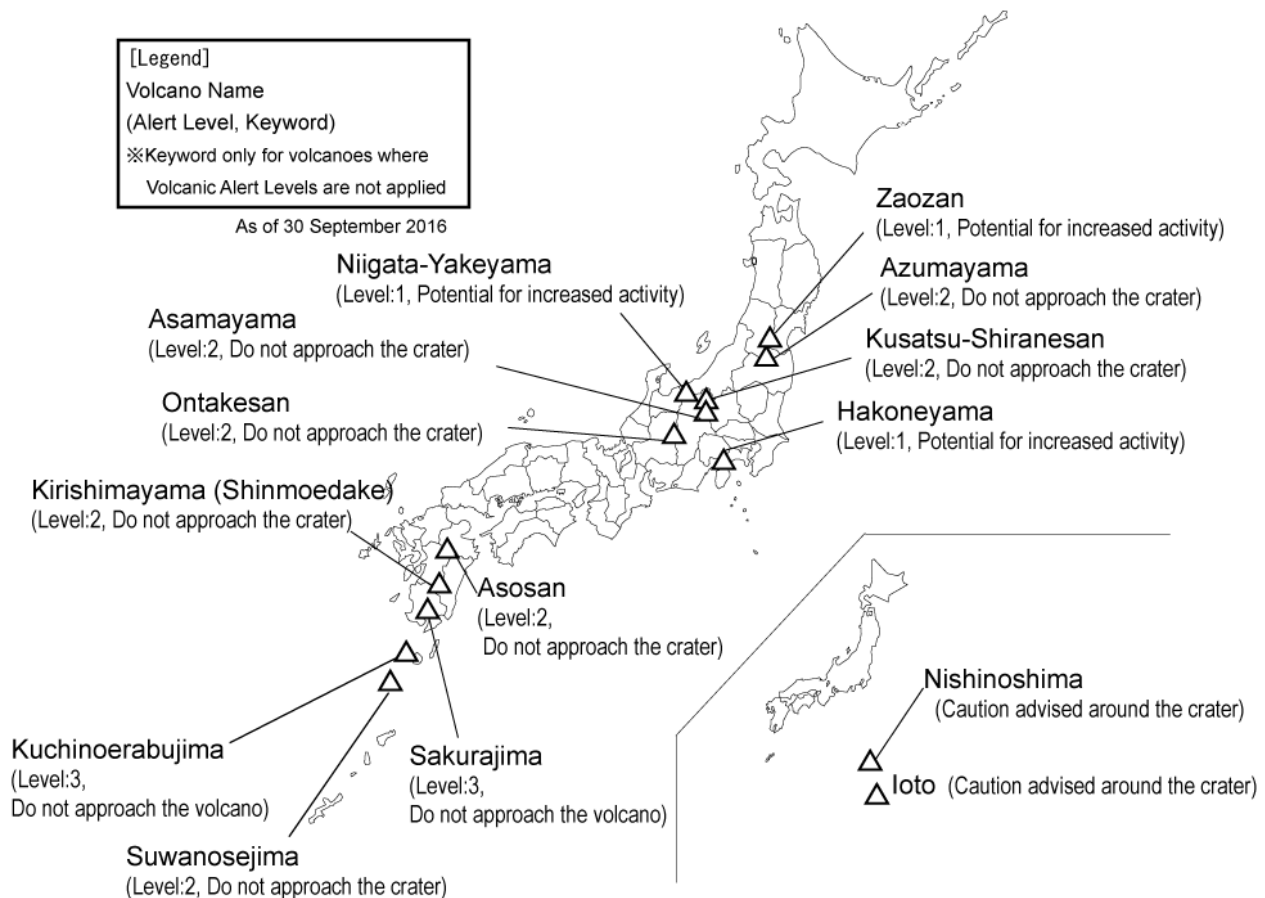 [Legend]
Volcano Name
(Alert Level, Keyword)
※Keyword only for volcanoes where
Volcanic Alert Levels are not applied
As of 30 September 2016
Zaozan
(Level:1, Potential for increased activity)
Niigata-Yakeyama
(Level:1, Potential for increased activity)
Azumayama
(Level:2, Do not approach the crater)
Asamayama
(Level:2, Do not approach the crater)
Kusatsu-Shiranesan
(Level:2, Do not approach the crater)
Ontakesan
(Level:2, Do not approach the crater)
Hakoneyama
(Level:1, Potential for increased activity)
Kirishimayama (Shinmoedake)
(Level:2, Do not approach the crater)
Asosan
(Level:2,
Do not approach the crater)
Nishinoshima
(Caution advised around the crater)
Ioto (Caution advised around the crater)
Kuchinoerabujima
(Level:3,
Do not approach the volcano)
Sakurajima
(Level:3,
Do not approach the volcano)
Suwanosejima
(Level:2, Do not approach the crater)